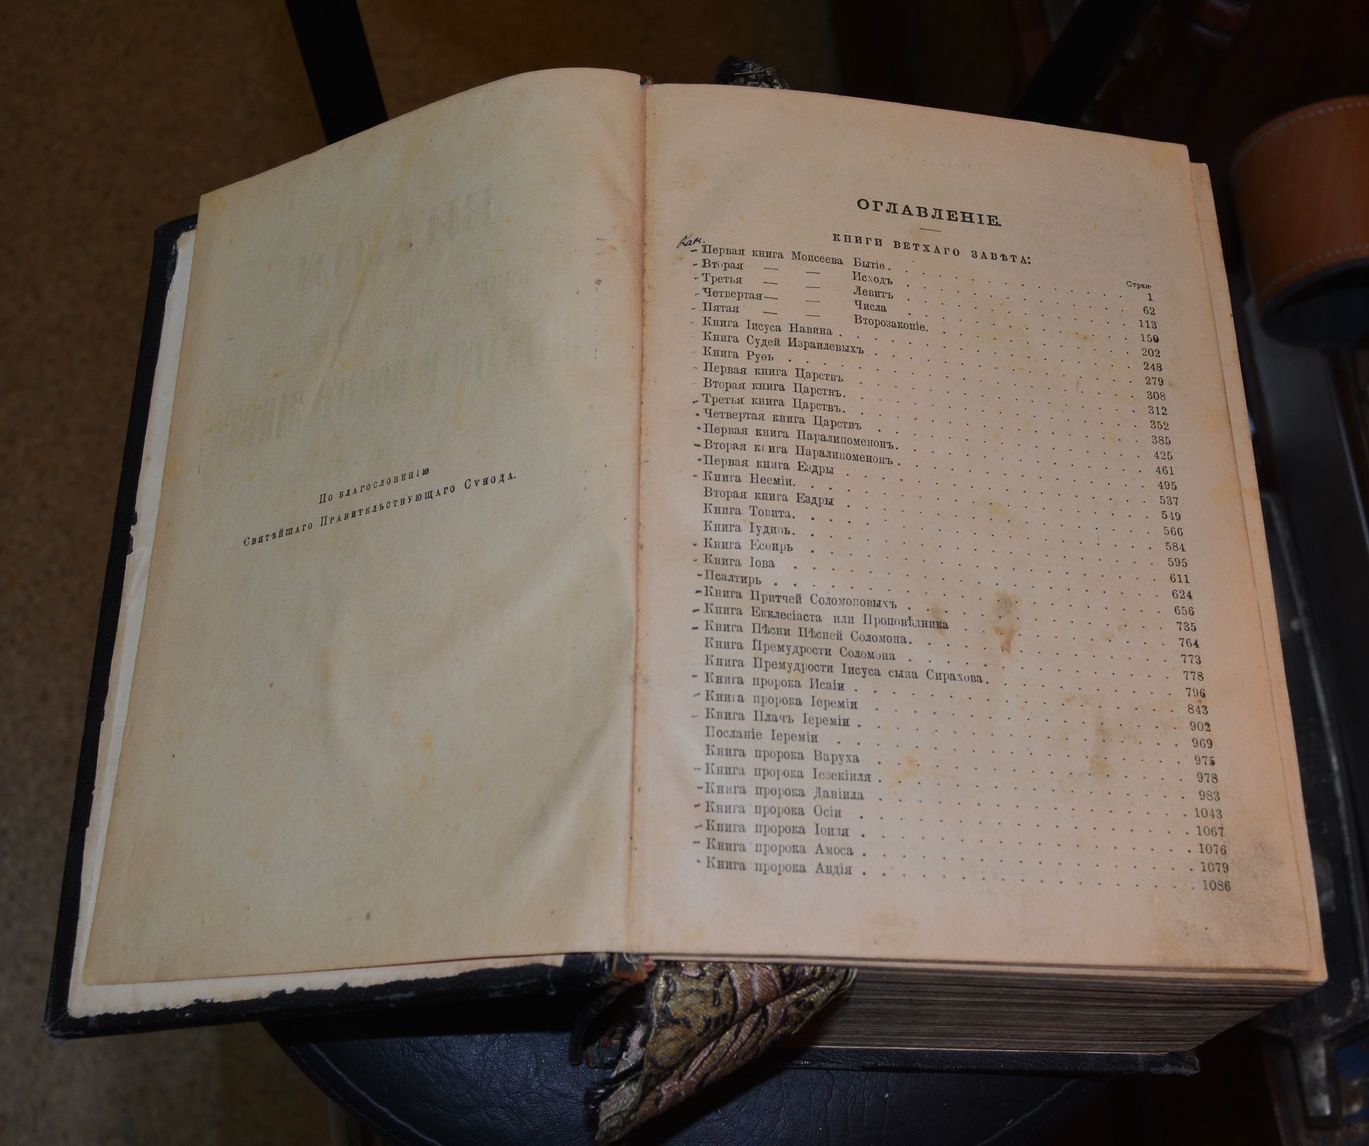 По благословенію
Святѣйшаго Правительствующаго Сѵнода.
ОГЛАВЛЕНІЕ.
КНИГИ ВЕТХАГО ЗАВѢТА:
Кан.
Стран.
Первая книга Моисеева Бытіе. 1
Вторая — — Исходъ 62
Третья — — Левитъ 113
Четвертая — — Числа 150
Пятая — — Второзаконіе. 202
Книга Іисуса Навина 248
Книга Судей Израилевыхъ 279
Книга Руѳь 308
Первая книга Царствъ 312
Вторая книга Царствъ. 352
Третья книга Царствъ. 385
Четвертая книга Царствъ 425
Первая книга Паралипоменонъ. 461
Вторая книга Паралипоменонъ 495
Первая книга Ездры 537
Книга Нееміи. 549
Вторая книга Ездры 566
Книга Товита. 584
Книга Іудиѳь. 595
Книга Есѳирь 611
Книга Іова 624
Псалтирь 656
Книга Притчей Соломоновыхъ 735
Книга Екклесіаста или Проповѣдника 764
Книга Пѣсни Пѣсней Соломона. 773
Книга Премудрости Соломона 778
Книга Премудрости Іисуса сына Сирахова. 796
Книга пророка Исаіи 843
Книга пророка Іереміи 902
Книга Плачъ Іереміи 969
Посланіе Іереміи 975
Книга пророка Варуха 978
Книга пророка Іезекіиля 983
Книга пророка Даніила 1043
Книга пророка Осіи 1067
Книга пророка Іоиля 1076
Книга пророка Амоса 1079
Книга пророка Авдія 1086